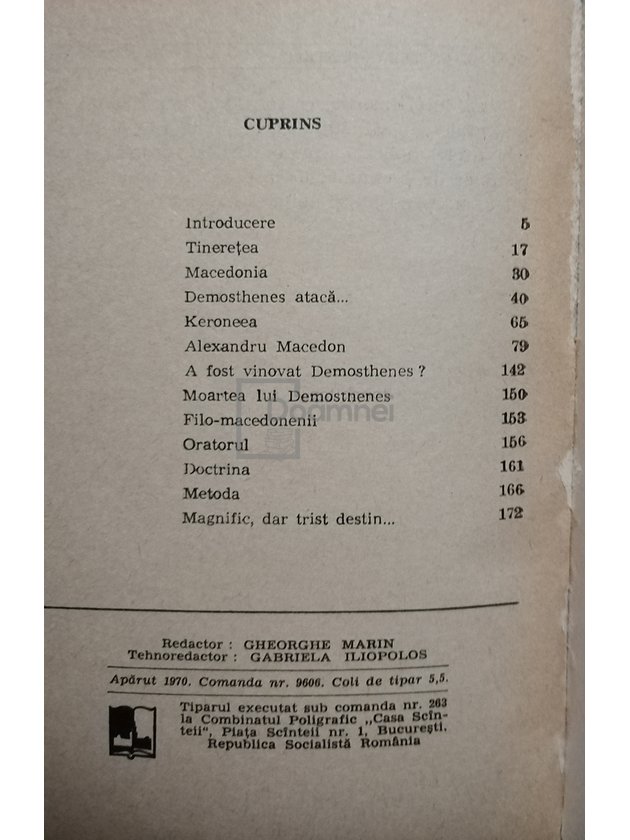 CUPRINS
Introducere 5
Tinerețea 17
Macedonia 30
Demosthenes atacă... 40
Keroneea 65
Alexandru Macedon 79
A fost vinovat Demosthenes ? 142
Moartea lui Demosthenes 150
Filo-macedonenii 153
Oratorul 156
Doctrina 161
Metoda 166
Magnific, dar trist destin... 172
Doamnei
Redactor : GHEORGHE MARIN
Tehnoredactor : GABRIELA ILIOPOLOS
Apărut 1970. Comanda nr. 9606. Coli de tipar 5,5.
Tiparul executat sub comanda nr. 263
la Combinatul Poligrafic „Casa Scîn-
teii", Piața Scînteii nr. 1, București,
Republica Socialistă România